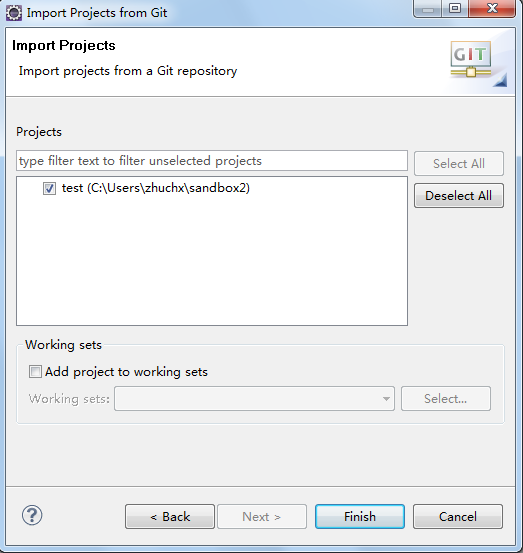 Import Projects from Git
Import Projects
Import projects from a Git repository
GIT
Projects
type filter text to filter unselected projects
Select All
test (C:\Users\zhuchx\sandbox2)
Deselect All
Working sets
Add project to working sets
Working sets:
Select...
?
< Back
Next >
Finish
Cancel